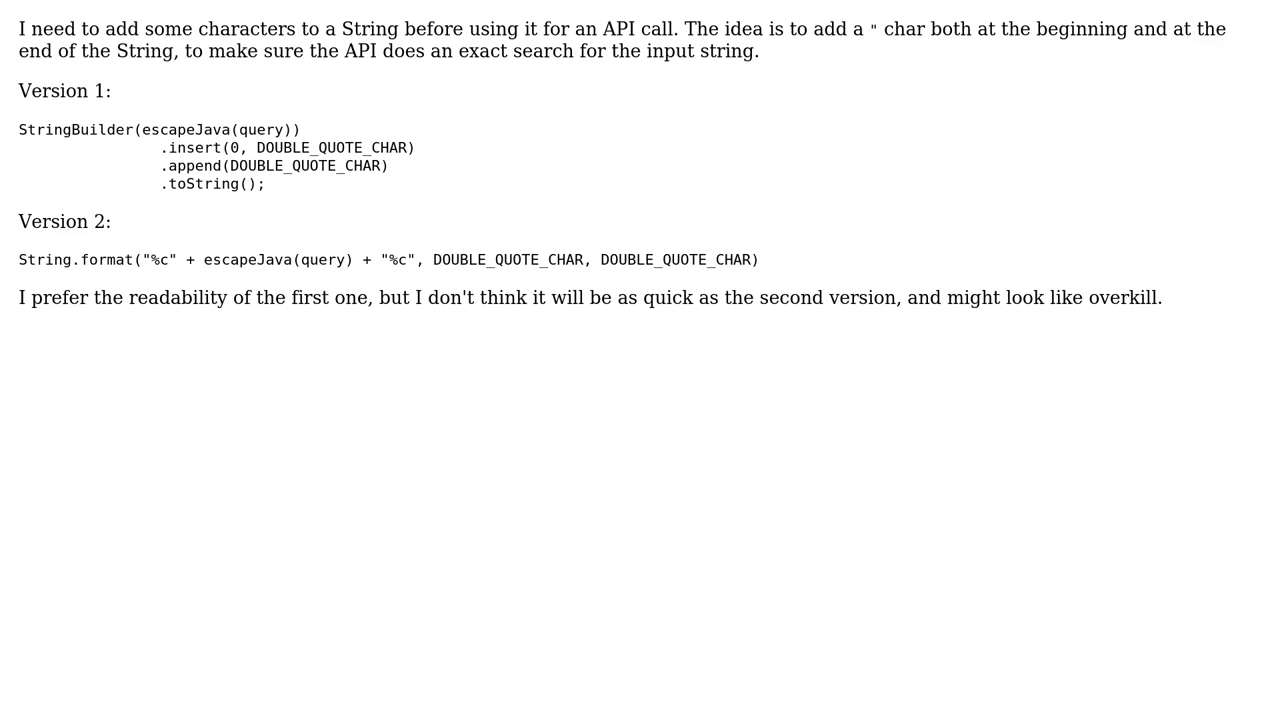 I need to add some characters to a String before using it for an API call. The idea is to add a " char both at the beginning and at the
end of the String, to make sure the API does an exact search for the input string.
Version 1:
StringBuilder(escapeJava(query))
                .insert(0, DOUBLE_QUOTE_CHAR)
                .append(DOUBLE_QUOTE_CHAR)
                .toString();
Version 2:
String.format("%c" + escapeJava(query) + "%c", DOUBLE_QUOTE_CHAR, DOUBLE_QUOTE_CHAR)
I prefer the readability of the first one, but I don't think it will be as quick as the second version, and might look like overkill.